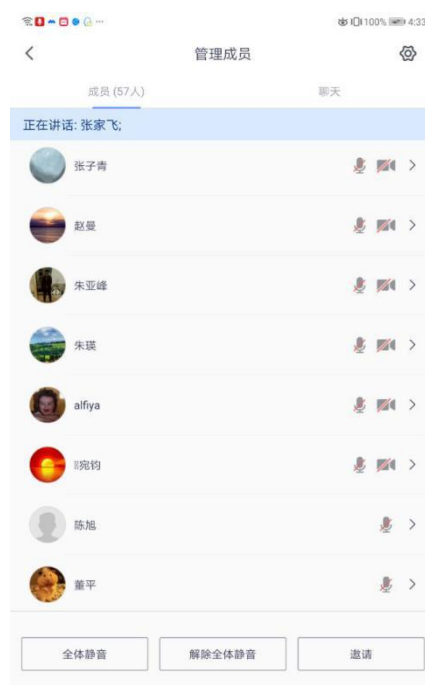 100% 4:33
管理成员
成员 (57人) 聊天
正在讲话: 张家飞;
张子青
赵曼
朱亚峰
朱瑛
alfiya
宛钧
陈旭
董平
全体静音 解除全体静音 邀请